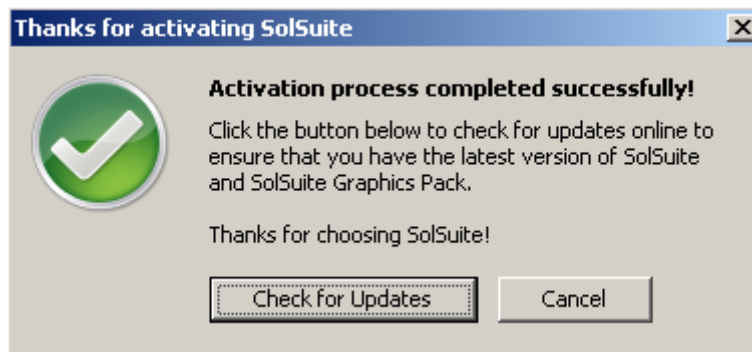 Thanks for activating SolSuite
Activation process completed successfully!
Click the button below to check for updates online to
ensure that you have the latest version of SolSuite
and SolSuite Graphics Pack.
Thanks for choosing SolSuite!
Check for Updates
Cancel